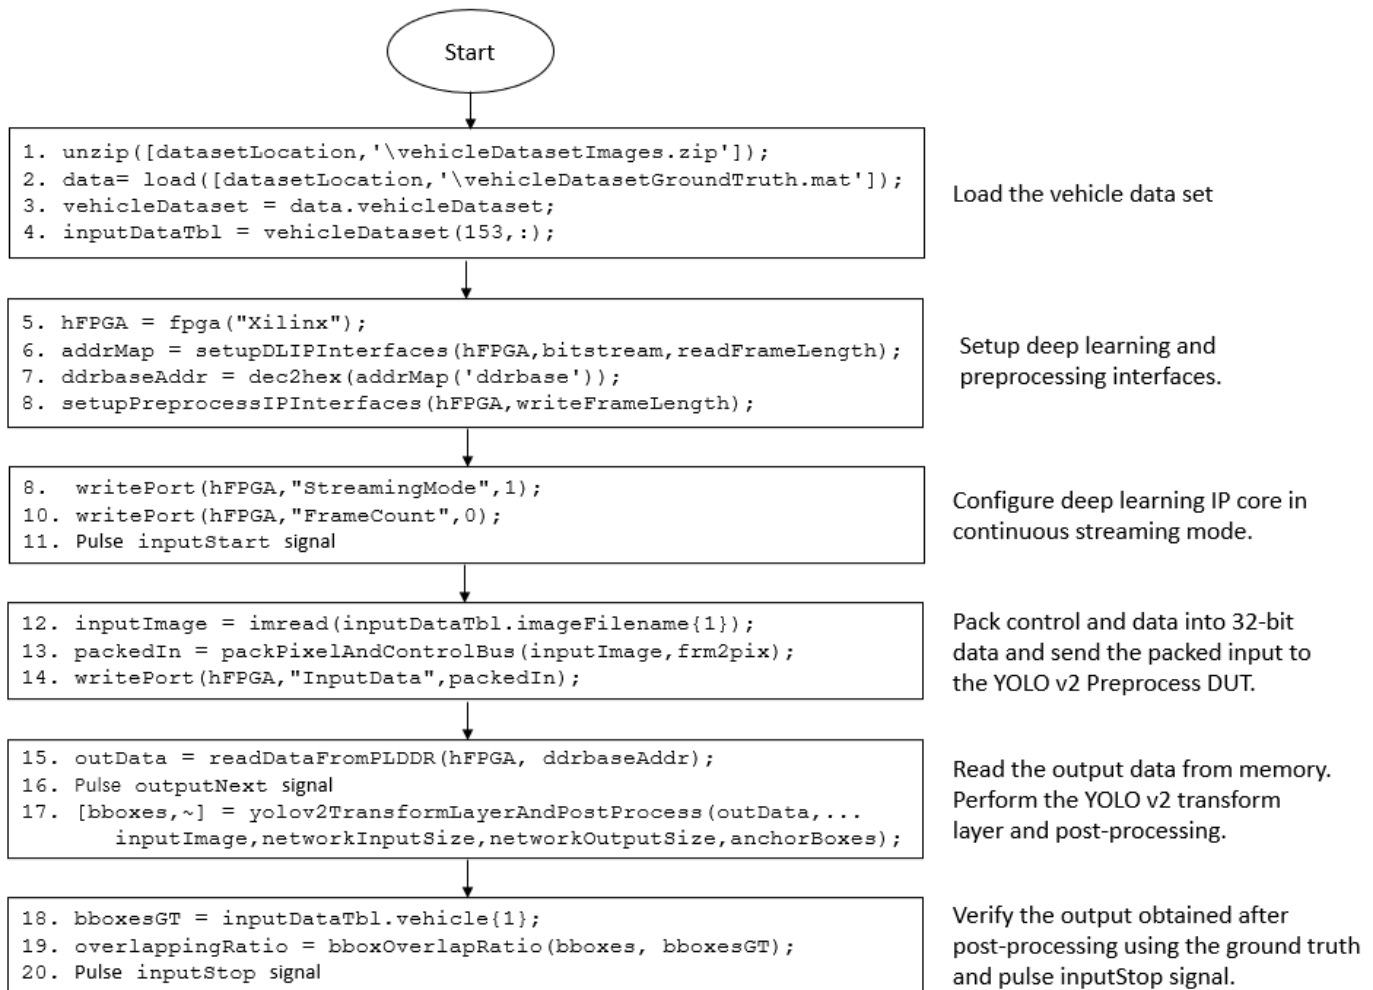 Start
1. unzip([datasetLocation,'\vehicleDatasetImages.zip']);
2. data= load([datasetLocation,'\vehicleDatasetGroundTruth.mat']);
3. vehicleDataset = data.vehicleDataset;
4. inputDataTbl = vehicleDataset(153,:);
Load the vehicle data set
5. hFPGA = fpga("Xilinx");
6. addrMap = setupDLIPInterfaces(hFPGA,bitstream,readFrameLength);
7. ddrbaseAddr = dec2hex(addrMap('ddrbase'));
8. setupPreprocessIPInterfaces(hFPGA,writeFrameLength);
Setup deep learning and
preprocessing interfaces.
8. writePort(hFPGA,"StreamingMode",1);
10. writePort(hFPGA,"FrameCount",0);
11. Pulse inputStart signal
Configure deep learning IP core in
continuous streaming mode.
12. inputImage = imread(inputDataTbl.imageFilename{1});
13. packedIn = packPixelAndControlBus(inputImage,frm2pix);
14. writePort(hFPGA,"InputData",packedIn);
Pack control and data into 32-bit
data and send the packed input to
the YOLO v2 Preprocess DUT.
15. outData = readDataFromPLDDR(hFPGA, ddrbaseAddr);
16. Pulse outputNext signal
17. [bboxes,~] = yolov2TransformLayerAndPostProcess(outData,...
inputImage,networkInputSize,networkOutputSize,anchorBoxes);
Read the output data from memory.
Perform the YOLO v2 transform
layer and post-processing.
18. bboxesGT = inputDataTbl.vehicle{1};
19. overlappingRatio = bboxOverlapRatio(bboxes, bboxesGT);
20. Pulse inputStop signal
Verify the output obtained after
post-processing using the ground truth
and pulse inputStop signal.